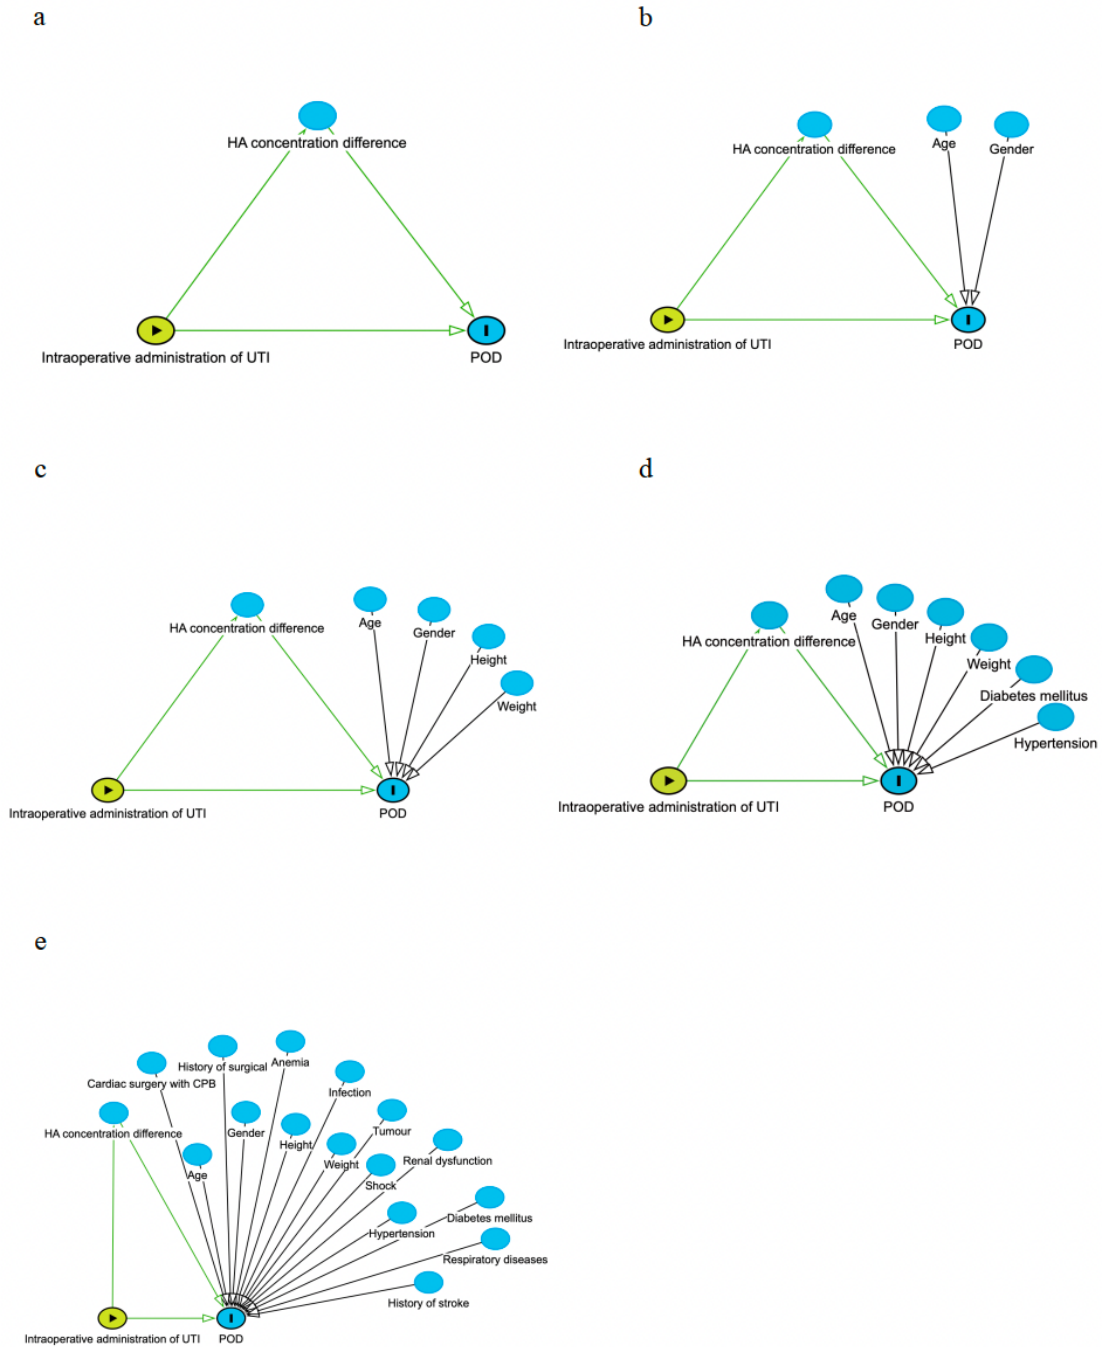 a
HA concentration difference
Intraoperative administration of UTI
POD
b
HA concentration difference
Age
Gender
Intraoperative administration of UTI
POD
c
HA concentration difference
Age
Gender
Height
Weight
Intraoperative administration of UTI
POD
d
HA concentration difference
Age
Gender
Height
Weight
Diabetes mellitus
Hypertension
Intraoperative administration of UTI
POD
e
Anemia
History of surgical
Cardiac surgery with CPB
Infection
HA concentration difference
Gender
Tumour
Height
Weight
Renal dysfunction
Age
Shock
Diabetes mellitus
Hypertension
Respiratory diseases
History of stroke
Intraoperative administration of UTI
POD